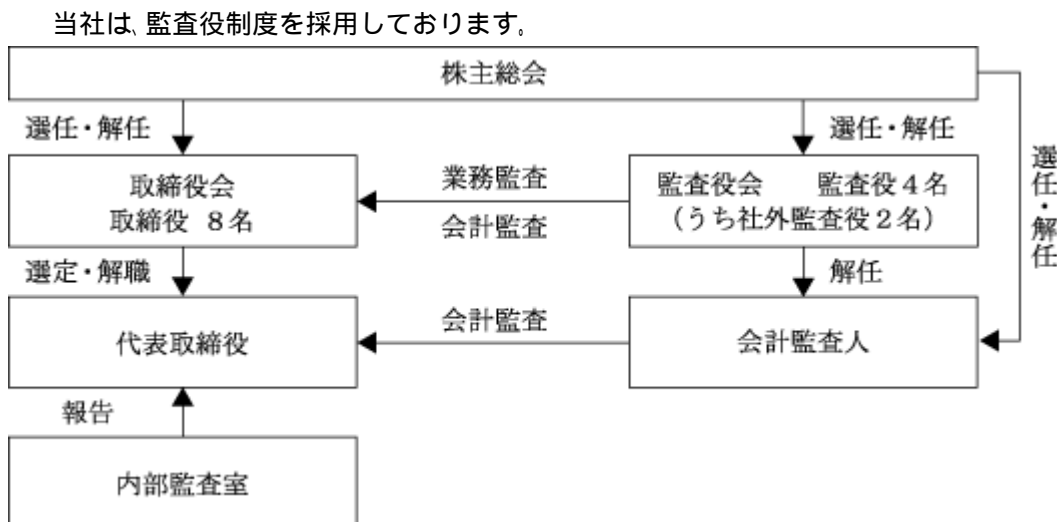 当社は、監査役制度を採用しております。
株主総会
選任・解任
選任・解任
選任・解任
取締役会
取締役 8名
業務監査
会計監査
監査役会 監査役4名
(うち社外監査役2名)
選定・解職
解任
代表取締役
会計監査
会計監査人
報告
内部監査室